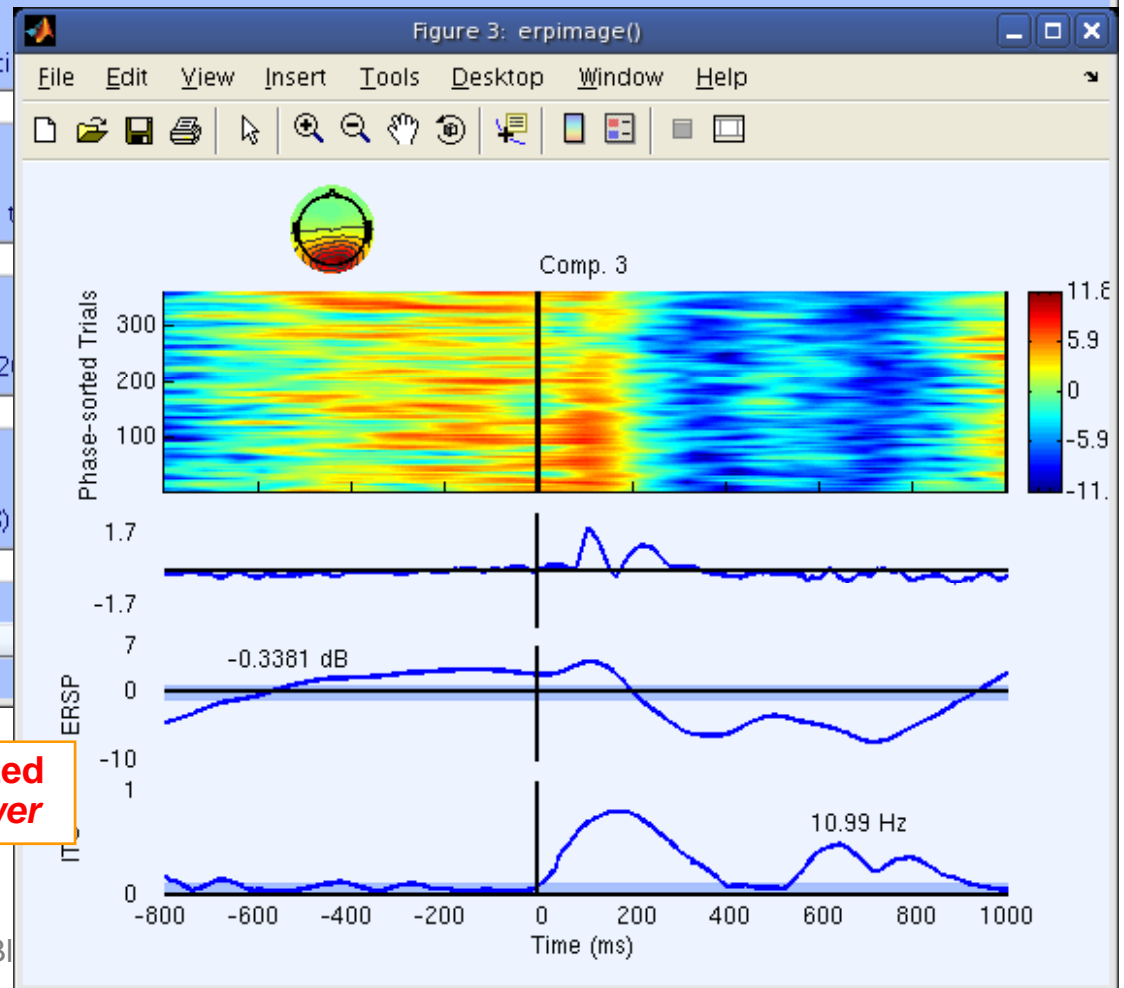 Figure 3: erpimage()
File Edit View Insert Tools Desktop Window Help
Comp. 3
Phase-sorted Trials
300
200
100
11.
5.9
0
-5.9
-11.
1.7
-1.7
-0.3381 dB
7
0
-10
ERSP
ed
ver
10.99 Hz
1
0
-800 -600 -400 -200 0 200 400 600 800 1000
Time (ms)